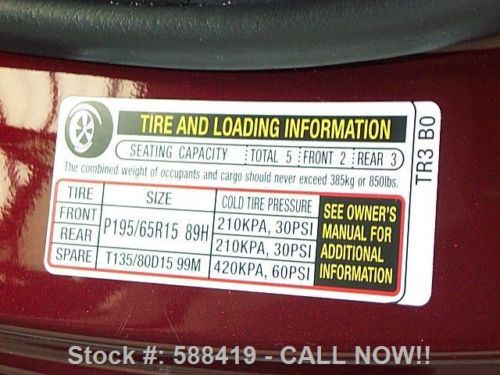 TIRE AND LOADING INFORMATION
SEATING CAPACITY TOTAL 5 FRONT 2 REAR 3
The combined weight of occupants and cargo should never exceed 385kg or 850lbs.
TIRE SIZE COLD TIRE PRESSURE
FRONT P195/65R15 89H 210KPA, 30PSI
REAR 210KPA, 30PSI
SPARE T135/80D15 99M 420KPA, 60PSI
SEE OWNER'S
MANUAL FOR
ADDITIONAL
INFORMATION
TR3 B0
Stock #: 588419 - CALL NOW!!